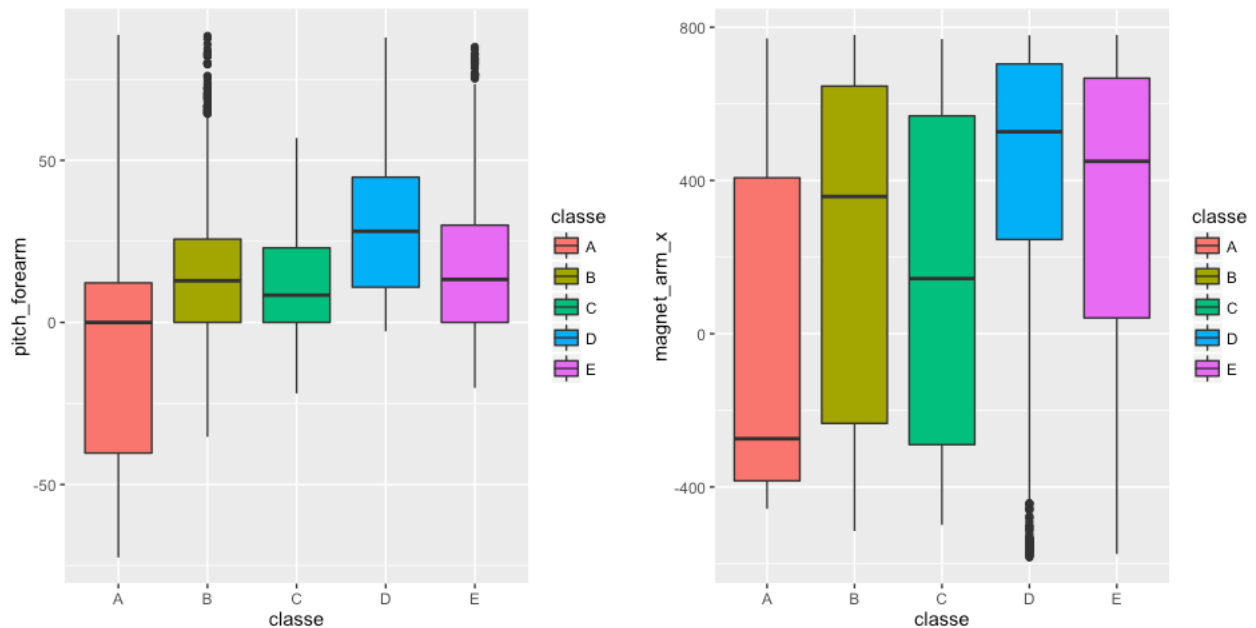 pitch_forearm
50
0
-50
A B C D E
classe
classe
A
B
C
D
E
magnet_arm_x
800
400
0
-400
A B C D E
classe
classe
A
B
C
D
E